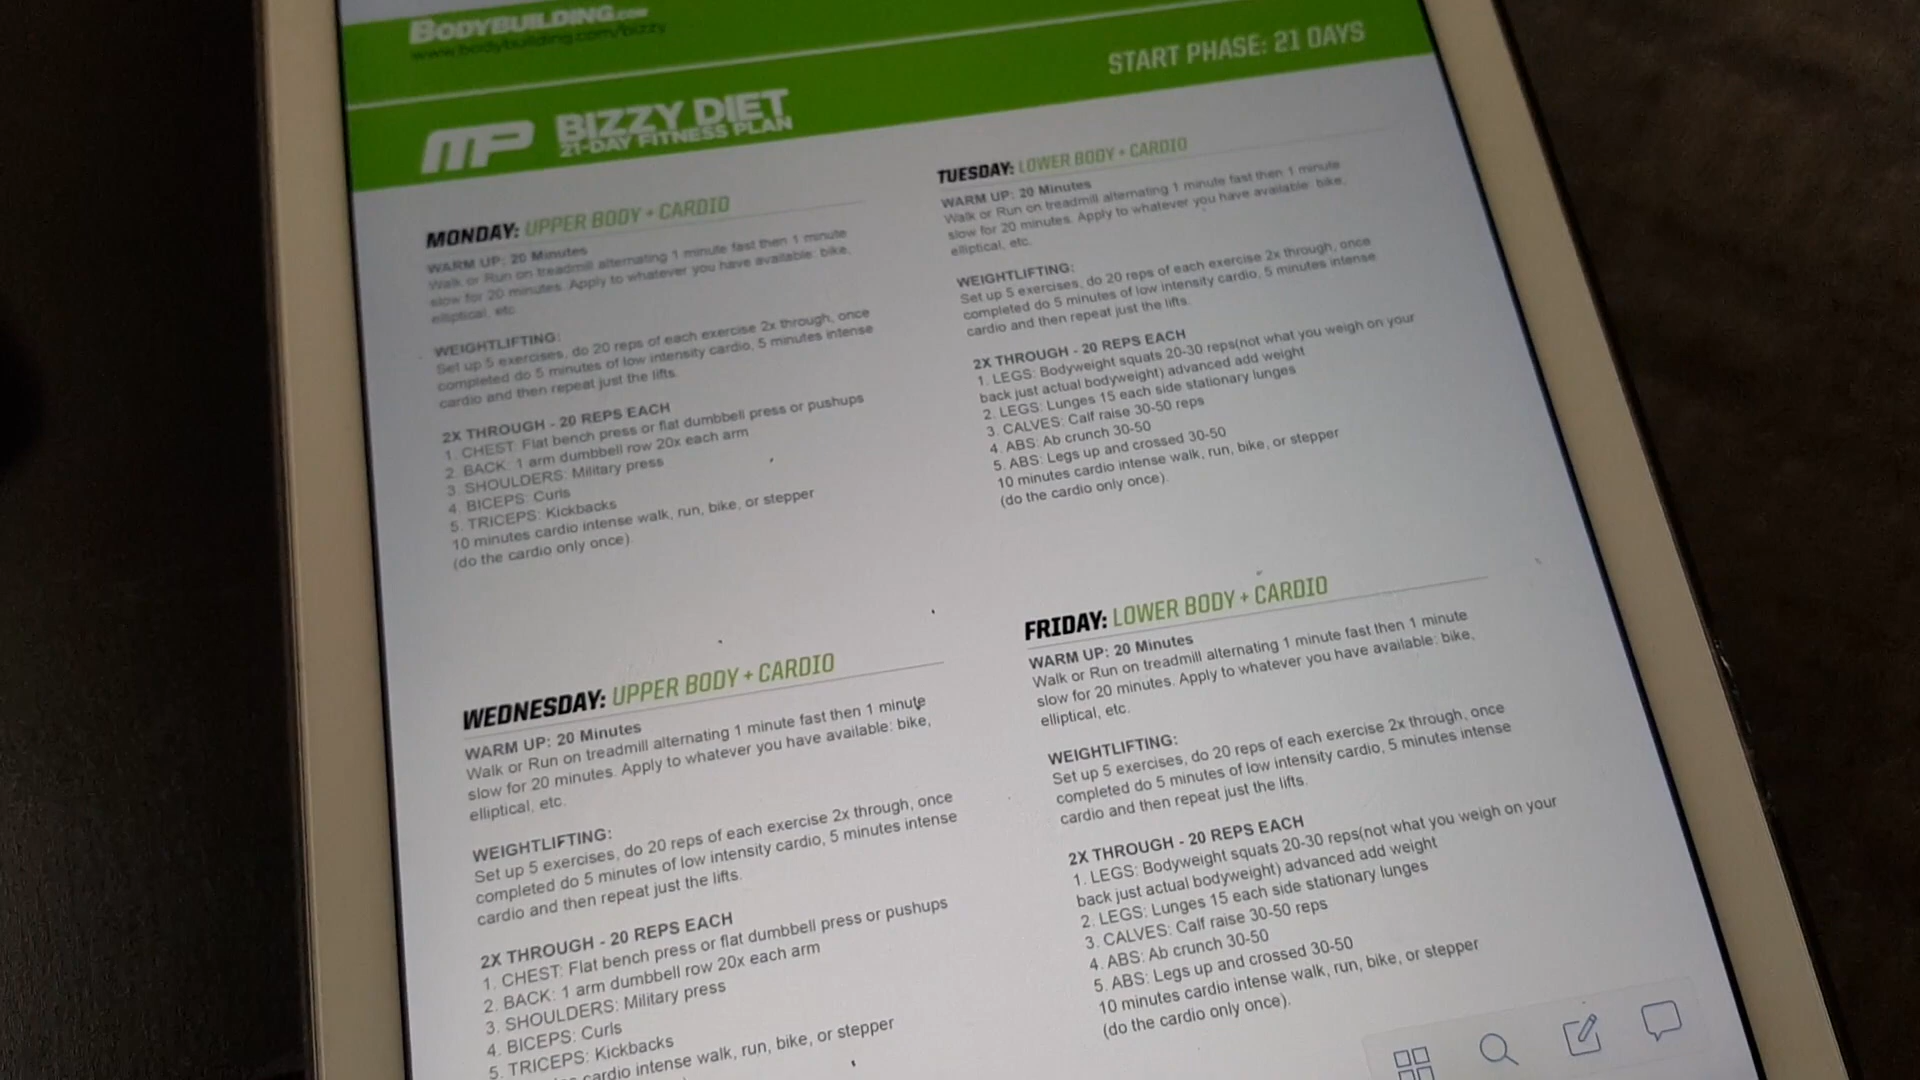 BODYBUILDING.com
www.bodybuilding.com/bizzy
START PHASE: 21 DAYS
MP
BIZZY DIET
21-DAY FITNESS PLAN
MONDAY: UPPER BODY + CARDIO
WARM UP: 20 Minutes
Walk or Run on treadmill alternating 1 minute fast then 1 minute
slow for 20 minutes. Apply to whatever you have available: bike,
elliptical, etc.
WEIGHTLIFTING:
Set up 5 exercises, do 20 reps of each exercise 2x through, once
completed do 5 minutes of low intensity cardio, 5 minutes intense
cardio and then repeat just the lifts.
2X THROUGH - 20 REPS EACH
1. CHEST: Flat bench press or flat dumbbell press or pushups
2. BACK: 1 arm dumbbell row 20x each arm
3. SHOULDERS: Military press
4. BICEPS: Curls
5. TRICEPS: Kickbacks
10 minutes cardio intense walk, run, bike, or stepper
(do the cardio only once).
TUESDAY: LOWER BODY + CARDIO
WARM UP: 20 Minutes
Walk or Run on treadmill alternating 1 minute fast then 1 minute
slow for 20 minutes. Apply to whatever you have available: bike,
elliptical, etc.
WEIGHTLIFTING:
Set up 5 exercises, do 20 reps of each exercise 2x through, once
completed do 5 minutes of low intensity cardio, 5 minutes intense
cardio and then repeat just the lifts.
2X THROUGH - 20 REPS EACH
1. LEGS: Bodyweight squats 20-30 reps(not what you weigh on your
back just actual bodyweight) advanced add weight
2. LEGS: Lunges 15 each side stationary lunges
3. CALVES: Calf raise 30-50 reps
4. ABS: Ab crunch 30-50
5. ABS: Legs up and crossed 30-50
10 minutes cardio intense walk, run, bike, or stepper
(do the cardio only once).
WEDNESDAY: UPPER BODY + CARDIO
WARM UP: 20 Minutes
Walk or Run on treadmill alternating 1 minute fast then 1 minute
slow for 20 minutes. Apply to whatever you have available: bike,
elliptical, etc.
WEIGHTLIFTING:
Set up 5 exercises, do 20 reps of each exercise 2x through, once
completed do 5 minutes of low intensity cardio, 5 minutes intense
cardio and then repeat just the lifts.
2X THROUGH - 20 REPS EACH
1. CHEST: Flat bench press or flat dumbbell press or pushups
2. BACK: 1 arm dumbbell row 20x each arm
3. SHOULDERS: Military press
4. BICEPS: Curls
5. TRICEPS: Kickbacks
cardio intense walk, run, bike, or stepper
FRIDAY: LOWER BODY + CARDIO
WARM UP: 20 Minutes
Walk or Run on treadmill alternating 1 minute fast then 1 minute
slow for 20 minutes. Apply to whatever you have available: bike,
elliptical, etc.
WEIGHTLIFTING:
Set up 5 exercises, do 20 reps of each exercise 2x through, once
completed do 5 minutes of low intensity cardio, 5 minutes intense
cardio and then repeat just the lifts.
2X THROUGH - 20 REPS EACH
1. LEGS: Bodyweight squats 20-30 reps(not what you weigh on your
back just actual bodyweight) advanced add weight
2. LEGS: Lunges 15 each side stationary lunges
3. CALVES: Calf raise 30-50 reps
4. ABS: Ab crunch 30-50
5. ABS: Legs up and crossed 30-50
10 minutes cardio intense walk, run, bike, or stepper
(do the cardio only once).